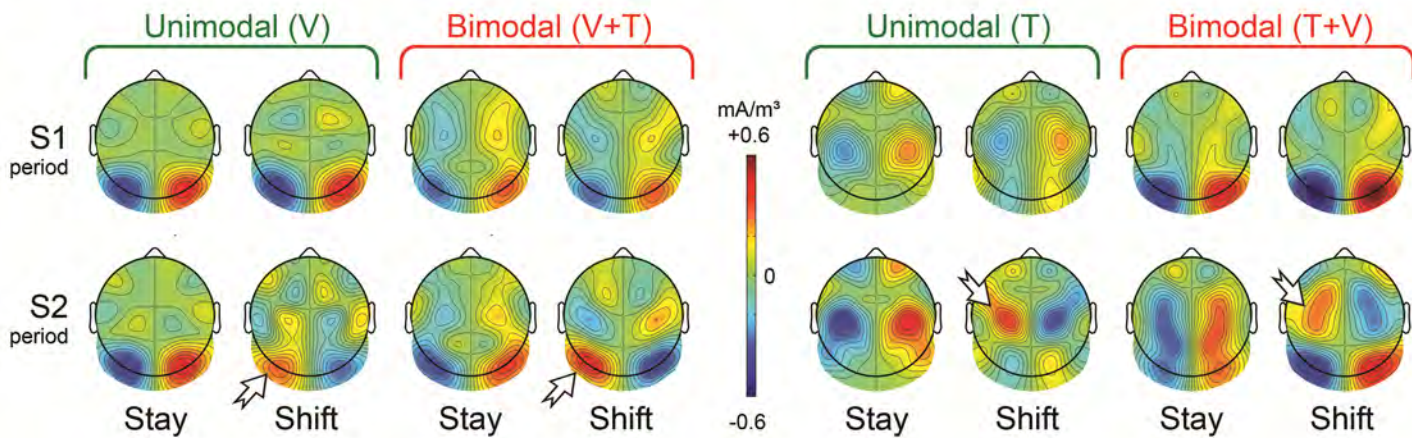 Unimodal (V) Bimodal (V+T) Unimodal (T) Bimodal (T+V)
S1
period
mA/m³
+0.6
0
-0.6
S2
period
Stay Shift Stay Shift Stay Shift Stay Shift